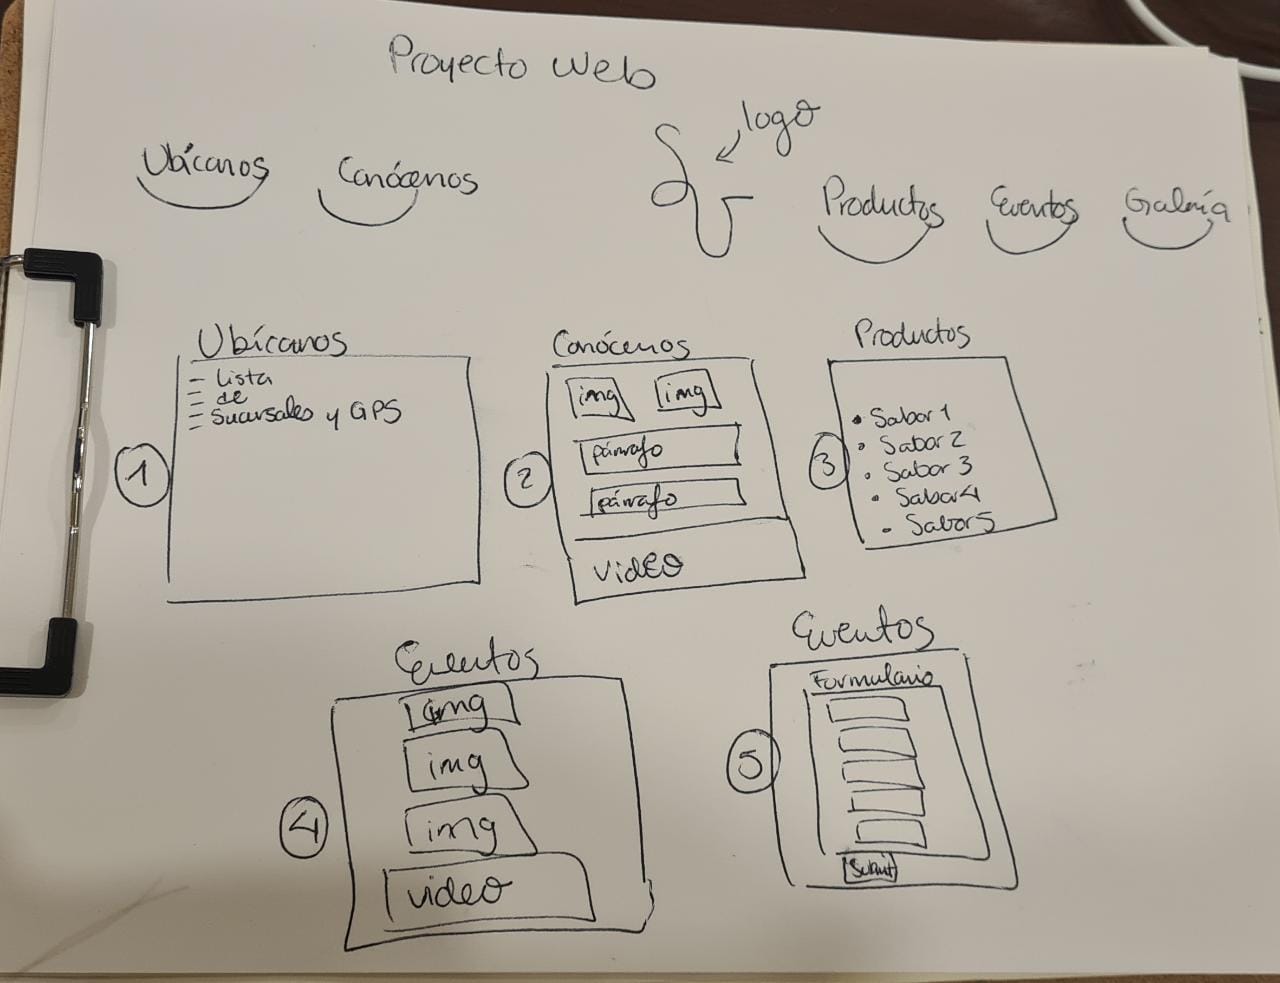 Proyecto Web
logo
Ubícanos
Conócenos
Productos
Eventos
Galería
Ubícanos
- Lista
- de
- Sucursales y GPS
1
Conócenos
img
img
párrafo
párrafo
video
2
Productos
• Sabor 1
• Sabor 2
• Sabor 3
• Sabor 4
• Sabor 5
3
Eventos
img
img
img
video
4
Eventos
Formulario
Submit
5